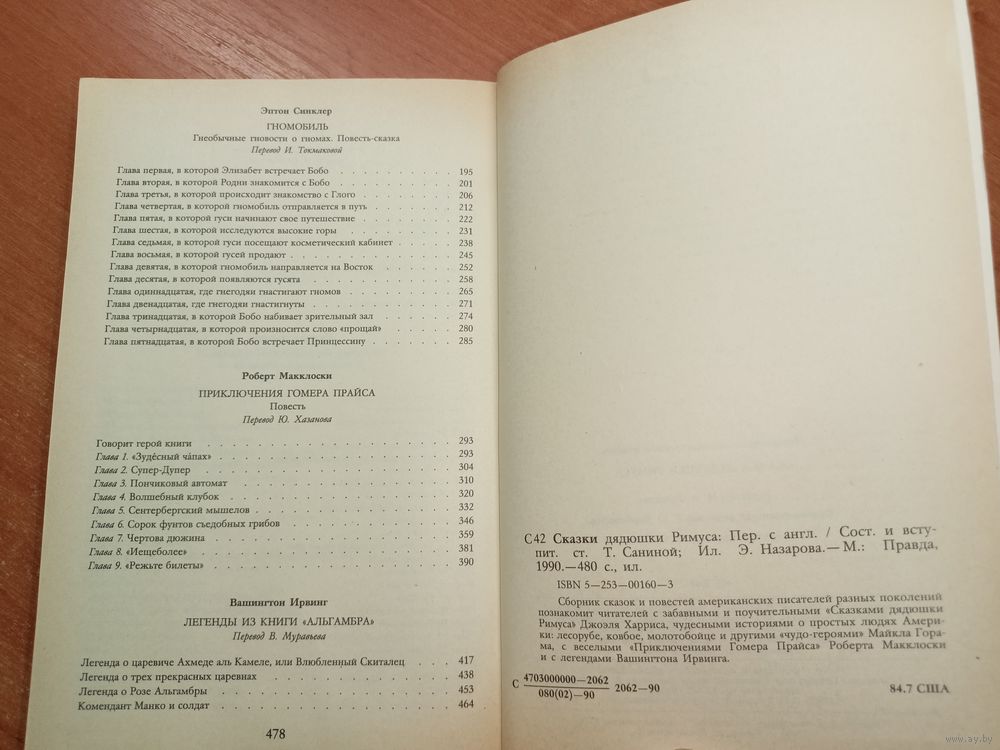 Эптон Синклер
ГНОМОБИЛЬ
Гнеобычные гновости о гномах. Повесть-сказка
Перевод И. Токмаковой
Глава первая, в которой Элизабет встречает Бобо . . . . . . . . . . 195
Глава вторая, в которой Родни знакомится с Бобо . . . . . . . . . . 201
Глава третья, в которой происходит знакомство с Глого . . . . . . . . 206
Глава четвертая, в которой гномобиль отправляется в путь . . . . . . . 212
Глава пятая, в которой гуси начинают свое путешествие . . . . . . . . 222
Глава шестая, в которой исследуются высокие горы . . . . . . . . . 231
Глава седьмая, в которой гуси посещают косметический кабинет . . . . . 238
Глава восьмая, в которой гусей продают . . . . . . . . . . . . . 245
Глава девятая, в которой гномобиль направляется на Восток . . . . . . . 252
Глава десятая, в которой появляются гусята . . . . . . . . . . . . 258
Глава одиннадцатая, где гнегодяи гнастигают гномов . . . . . . . . . 265
Глава двенадцатая, где гнегодяи гнастигнуты . . . . . . . . . . . . 271
Глава тринадцатая, в которой Бобо набивает зрительный зал . . . . . . . 274
Глава четырнадцатая, в которой произносится слово «прощай» . . . . . . 280
Глава пятнадцатая, в которой Бобо встречает Принцессину . . . . . . . 285
Роберт Макклоски
ПРИКЛЮЧЕНИЯ ГОМЕРА ПРАЙСА
Повесть
Перевод Ю. Хазанова
Говорит герой книги . . . . . . . . . . . . . . . . . . . . 293
Глава 1. «Зудéсный чáпах» . . . . . . . . . . . . . . . . . . . 293
Глава 2. Супер-Дупер . . . . . . . . . . . . . . . . . . . . 304
Глава 3. Пончиковый автомат . . . . . . . . . . . . . . . . . . 310
Глава 4. Волшебный клубок . . . . . . . . . . . . . . . . . . . 320
Глава 5. Сентербергский мышелов . . . . . . . . . . . . . . . . 332
Глава 6. Сорок фунтов съедобных грибов . . . . . . . . . . . . . . 346
Глава 7. Чертова дюжина . . . . . . . . . . . . . . . . . . . . 359
Глава 8. «Иещеболее» . . . . . . . . . . . . . . . . . . . . . 381
Глава 9. «Режьте билеты» . . . . . . . . . . . . . . . . . . . . 390
Вашингтон Ирвинг
ЛЕГЕНДЫ ИЗ КНИГИ «АЛЬГАМБРА»
Перевод В. Муравьева
Легенда о царевиче Ахмеде аль Камеле, или Влюбленный Скиталец . . . . 417
Легенда о трех прекрасных царевнах . . . . . . . . . . . . . . . 438
Легенда о Розе Альгамбры . . . . . . . . . . . . . . . . . . . 453
Комендант Манко и солдат . . . . . . . . . . . . . . . . . . . 464
478
С42 Сказки дядюшки Римуса: Пер. с англ. / Сост. и всту-
пит. ст. Т. Саниной; Ил. Э. Назарова.—М.: Правда,
1990.—480 с., ил.
ISBN 5—253—00160—3
Сборник сказок и повестей американских писателей разных поколений
познакомит читателей с забавными и поучительными «Сказками дядюшки
Римуса» Джоэля Харриса, чудесными историями о простых людях Амери-
ки: лесорубе, ковбое, молотобойце и другими «чудо-героями» Майкла Гора-
ма, с веселыми «Приключениями Гомера Прайса» Роберта Макклоски
и с легендами Вашингтона Ирвинга.
4703000000—2062
С 2062—90 84.7 США
080(02)—90
www.ay.by